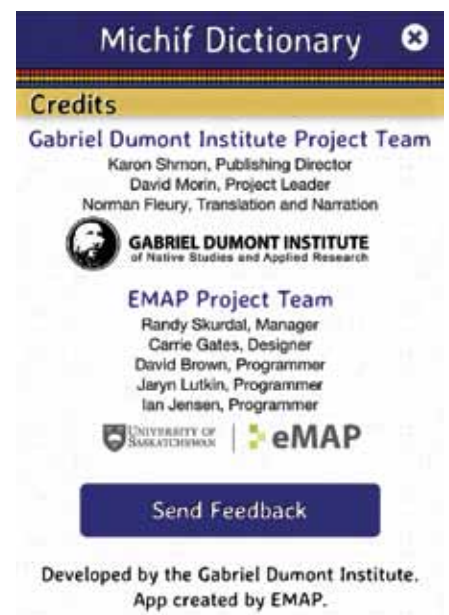 Michif Dictionary
Credits
Gabriel Dumont Institute Project Team
Karon Shmon, Publishing Director
David Morin, Project Leader
Norman Fleury, Translation and Narration
GABRIEL DUMONT INSTITUTE
of Native Studies and Applied Research
EMAP Project Team
Randy Skurdal, Manager
Carrie Gates, Designer
David Brown, Programmer
Jaryn Lutkin, Programmer
Ian Jensen, Programmer
UNIVERSITY OF
SASKATCHEWAN
eMAP
Send Feedback
Developed by the Gabriel Dumont Institute.
App created by EMAP.